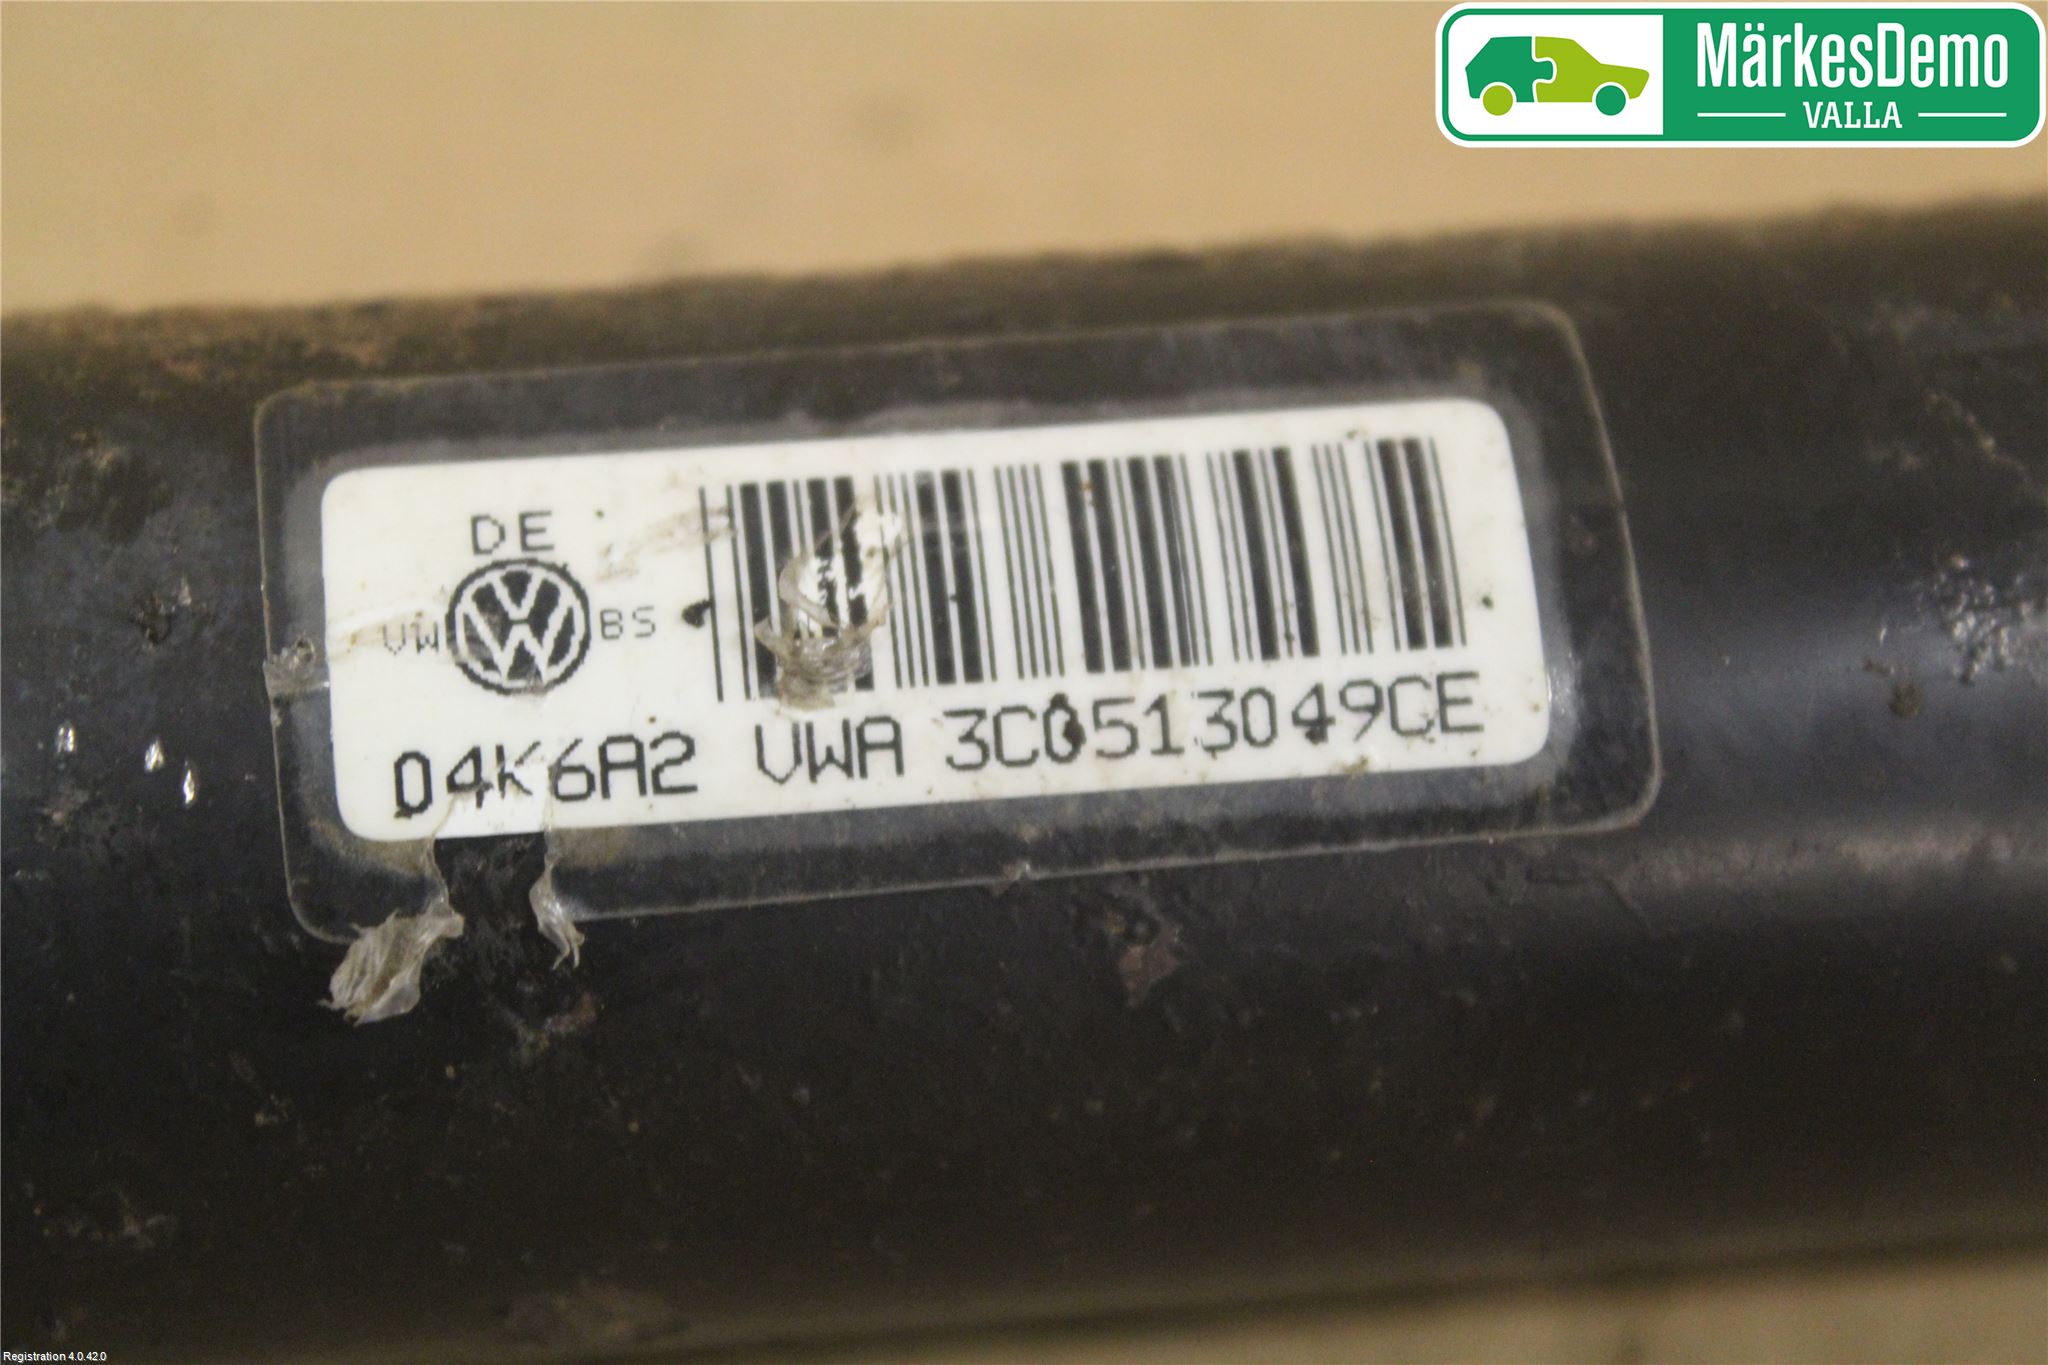 MärkesDemo
VALLA
DE
VW BS
04K6A2 VWA 3C0513049CE
Registration 4.0.42.0